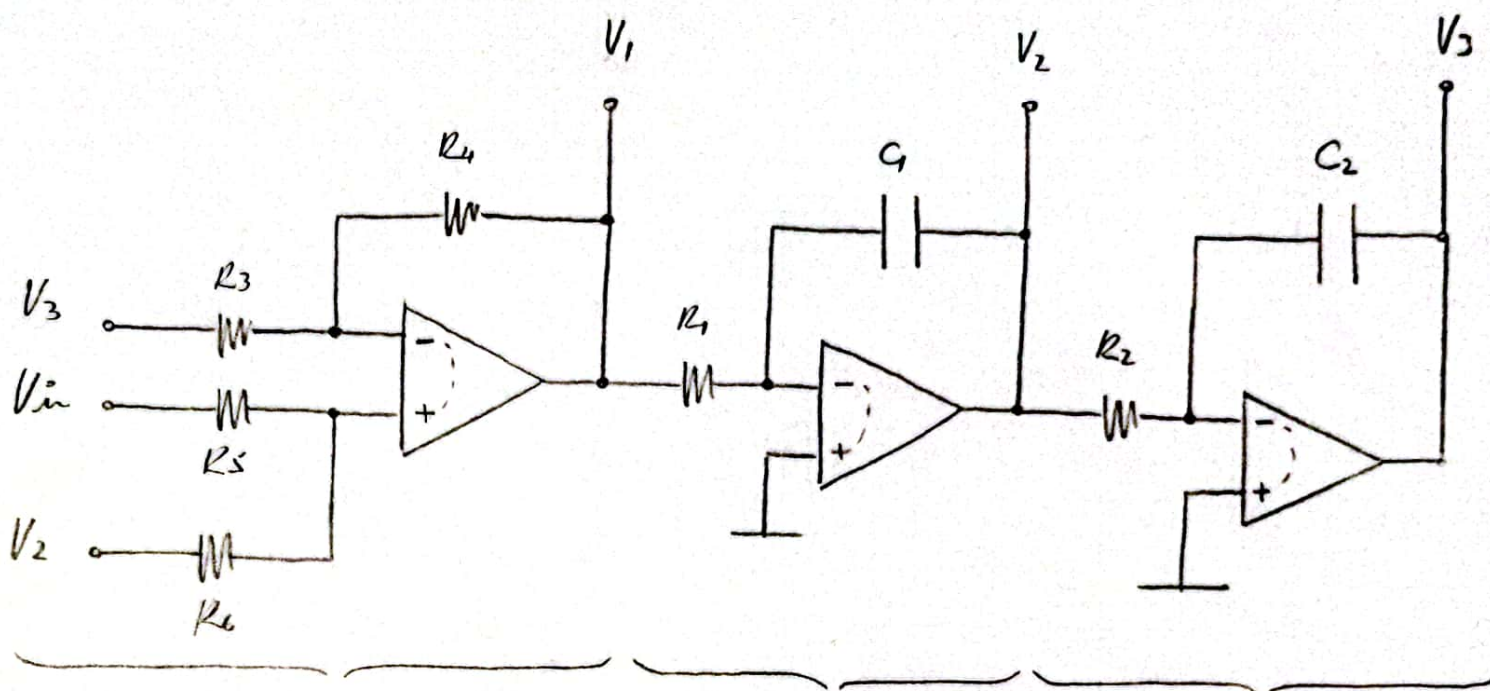 V₁
V₂
V₃
R₄
C₁
C₂
R₃
V₃
R₁
R₂
Vin
R₅
V₂
R₆
-
+
-
+
-
+